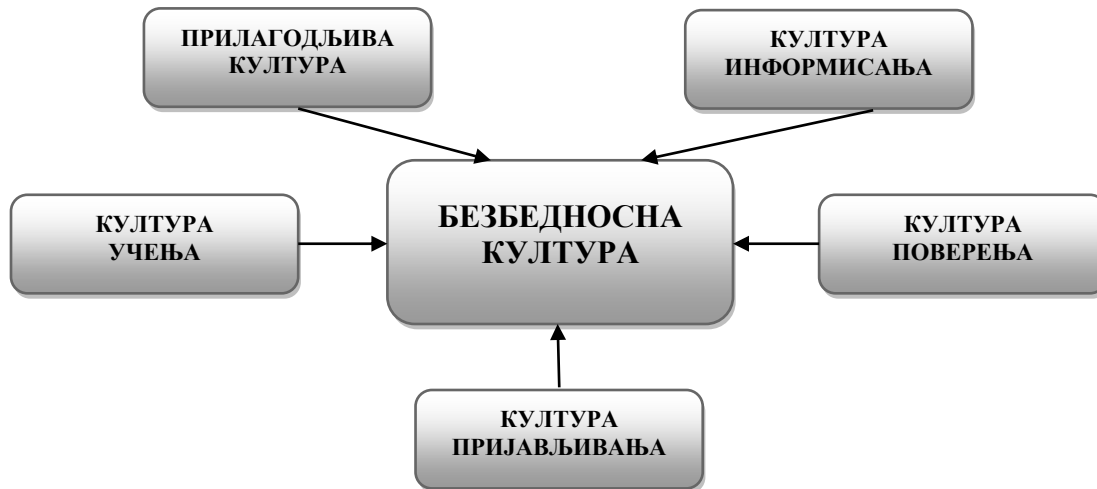 ПРИЛАГОДЉИВА
КУЛТУРА
КУЛТУРА
ИНФОРМИСАЊА
БЕЗБЕДНОСНА
КУЛТУРА
КУЛТУРА
УЧЕЊА
КУЛТУРА
ПОВЕРЕЊА
КУЛТУРА
ПРИЈАВЉИВАЊА